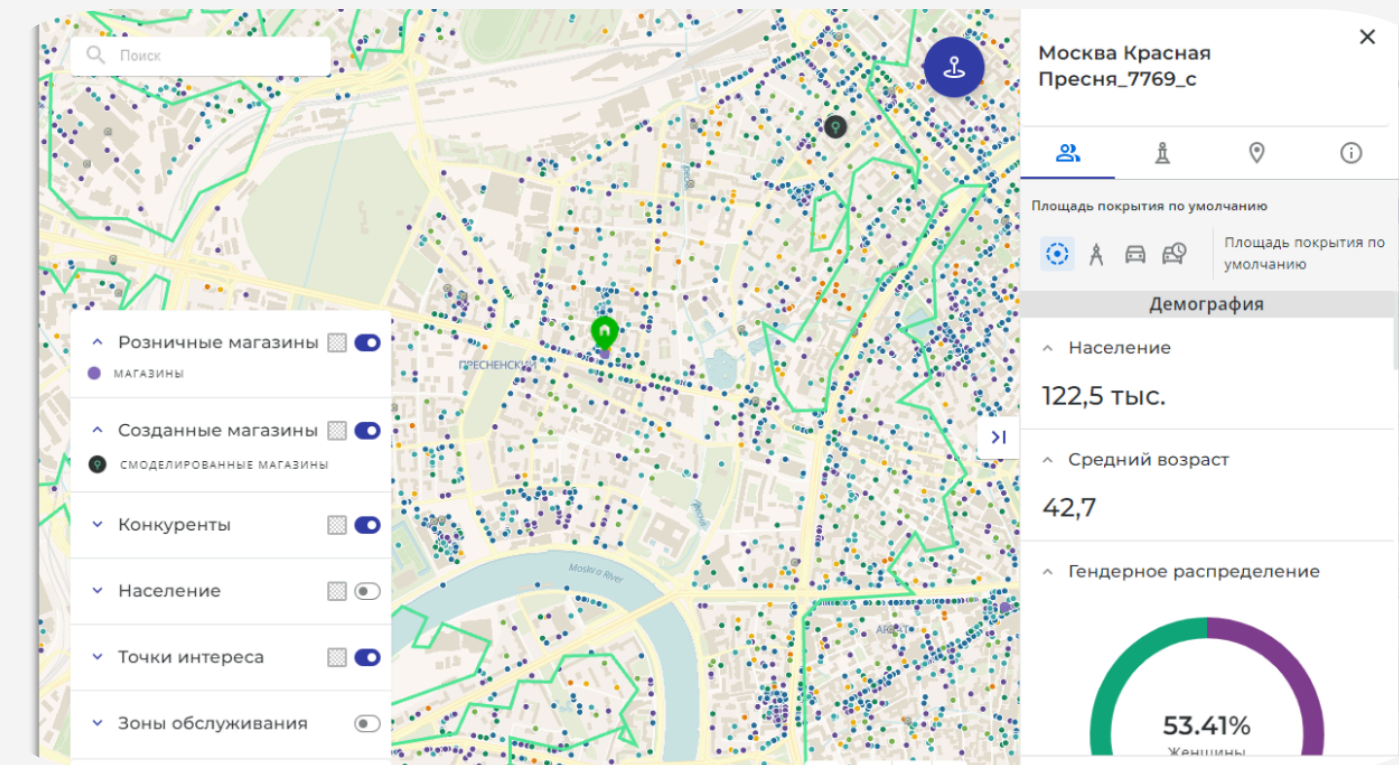 Поиск
Москва Красная
Пресня_7769_с
Площадь покрытия по умолчанию
Площадь покрытия по
умолчанию
Демография
Население
122,5 тыс.
Средний возраст
42,7
Гендерное распределение
53.41%
Женщины
Розничные магазины
МАГАЗИНЫ
Созданные магазины
СМОДЕЛИРОВАННЫЕ МАГАЗИНЫ
Конкуренты
Население
Точки интереса
Зоны обслуживания
ПРЕСНЕНСКИЙ
Moskva River
АРБАТ